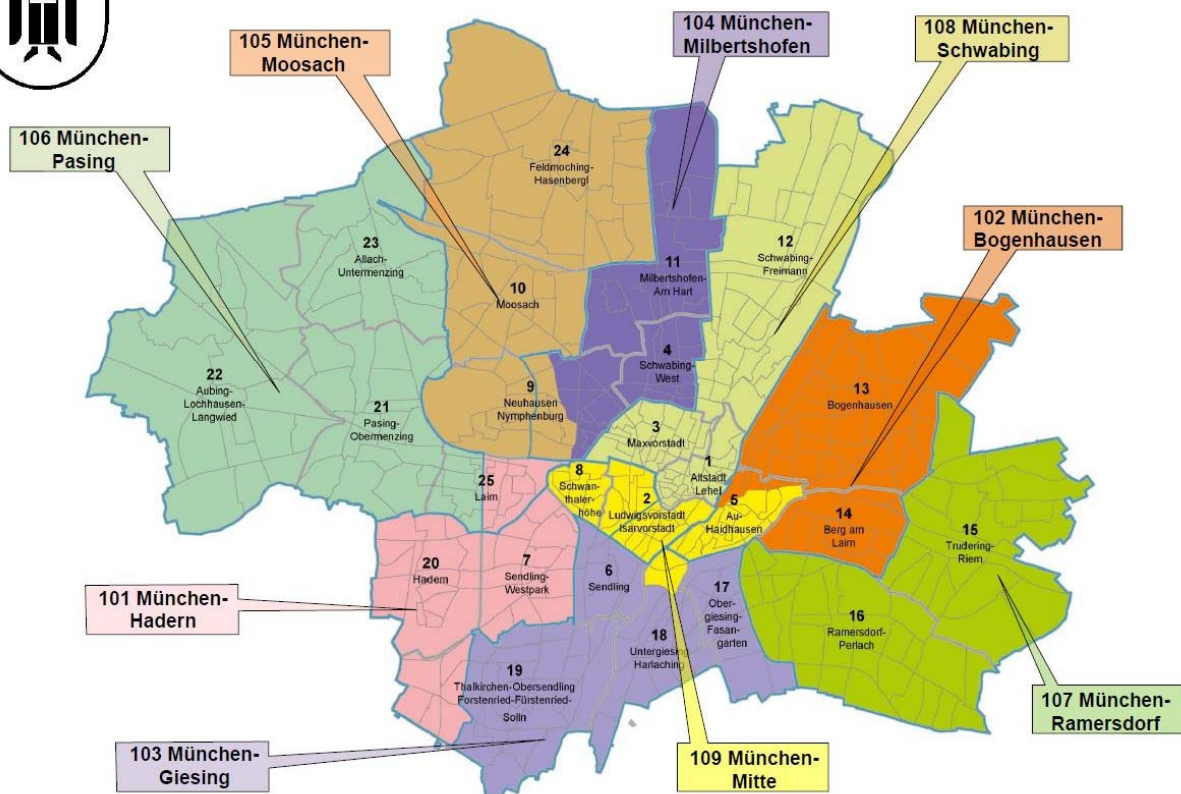 104 München-
Milbertshofen
108 München-
Schwabing
105 München-
Moosach
106 München-
Pasing
102 München-
Bogenhausen
24
Feldmoching-
Hasenbergl
23
Allach-
Untermenzing
12
Schwabing-
Freimann
11
Milbertshofen-
Am Hart
10
Moosach
4
Schwabing-
West
22
Aubing-
Lochhausen-
Langwied
9
Neuhausen
Nymphenburg
13
Bogenhausen
21
Pasing-
Obermenzing
3
Maxvorstadt
1
Altstadt
Lehel
25
Laim
8
Schwan-
thaler-
höhe
2
Ludwigsvorstadt
Isarvorstadt
5
Au-
Haidhausen
14
Berg am
Laim
15
Trudering-
Riem
20
Hadern
7
Sendling-
Westpark
6
Sendling
17
Ober-
giesing-
Fasan-
garten
16
Ramersdorf-
Perlach
18
Untergiesing
Harlaching
19
Thalkirchen-Obersendling
Forstenried-Fürstenried-
Solln
101 München-
Hadern
107 München-
Ramersdorf
103 München-
Giesing
109 München-
Mitte